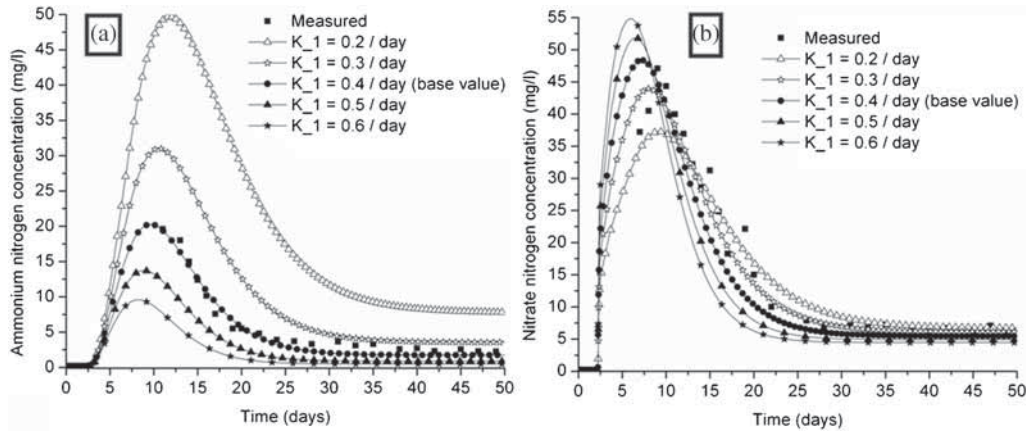 (a)
Measured
K_1 = 0.2 / day
K_1 = 0.3 / day
K_1 = 0.4 / day (base value)
K_1 = 0.5 / day
K_1 = 0.6 / day
Ammonium nitrogen concentration (mg/l)
50
45
40
35
30
25
20
15
10
5
0
0 5 10 15 20 25 30 35 40 45 50
Time (days)
(b)
Measured
K_1 = 0.2 / day
K_1 = 0.3 / day
K_1 = 0.4 / day (base value)
K_1 = 0.5 / day
K_1 = 0.6 / day
Nitrate nitrogen concentration (mg/l)
55
50
45
40
35
30
25
20
15
10
5
0
0 5 10 15 20 25 30 35 40 45 50
Time (days)